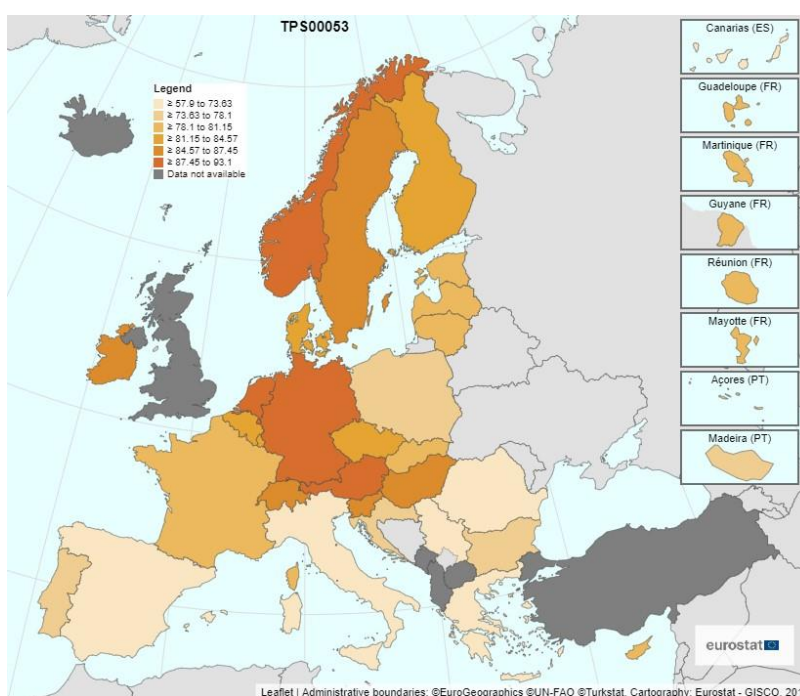 TPS00053
Legend
≥ 57.9 to 73.63
≥ 73.63 to 78.1
≥ 78.1 to 81.15
≥ 81.15 to 84.57
≥ 84.57 to 87.45
≥ 87.45 to 93.1
Data not available
Canarias (ES)
Guadeloupe (FR)
Martinique (FR)
Guyane (FR)
Réunion (FR)
Mayotte (FR)
Açores (PT)
Madeira (PT)
eurostat
Leaflet | Administrative boundaries: ©EuroGeographics ©UN-FAO ©Turkstat, Cartography: Eurostat - GISCO, 20